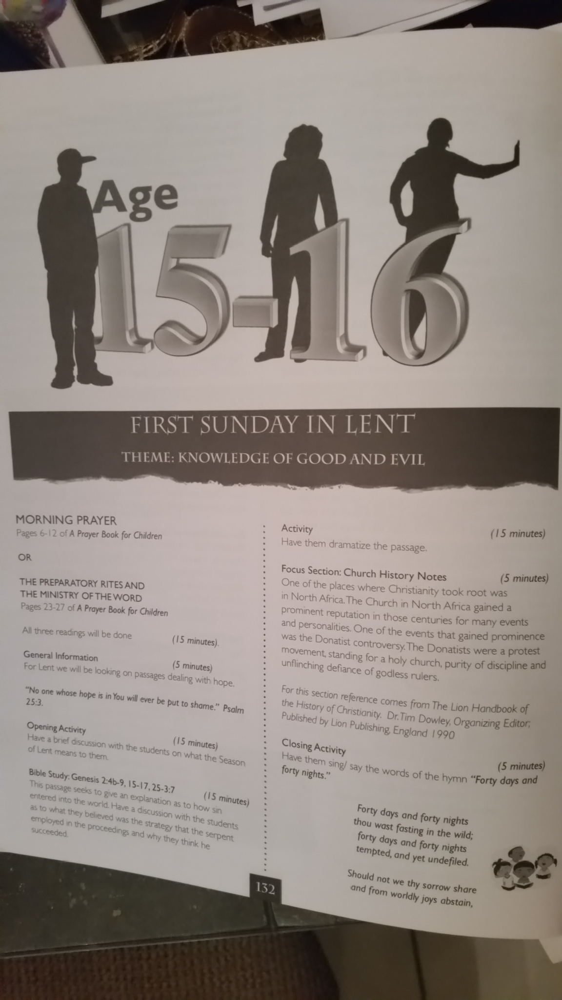 Age
15-16
FIRST SUNDAY IN LENT
THEME: KNOWLEDGE OF GOOD AND EVIL
MORNING PRAYER
Pages 6-12 of A Prayer Book for Children
OR
THE PREPARATORY RITES AND
THE MINISTRY OF THE WORD
Pages 23-27 of A Prayer Book for Children
All three readings will be done (15 minutes).
General Information (5 minutes)
For Lent we will be looking on passages dealing with hope.
"No one whose hope is in You will ever be put to shame." Psalm
25:3.
Opening Activity (15 minutes)
Have a brief discussion with the students on what the Season
of Lent means to them.
Bible Study: Genesis 2:4b-9, 15-17, 25-3:7 (15 minutes)
This passage seeks to give an explanation as to how sin
entered into the world. Have a discussion with the students
as to what they believed was the strategy that the serpent
employed in the proceedings and why they think he
succeeded.
Activity (15 minutes)
Have them dramatize the passage.
Focus Section: Church History Notes (5 minutes)
One of the places where Christianity took root was
in North Africa. The Church in North Africa gained a
prominent reputation in those centuries for many events
and personalities. One of the events that gained prominence
was the Donatist controversy. The Donatists were a protest
movement, standing for a holy church, purity of discipline and
unflinching defiance of godless rulers.
For this section reference comes from The Lion Handbook of
the History of Christianity. Dr. Tim Dowley, Organizing Editor;
Published by Lion Publishing, England 1990
Closing Activity (5 minutes)
Have them sing/ say the words of the hymn "Forty days and
forty nights."
Forty days and forty nights
thou wast fasting in the wild;
forty days and forty nights
tempted, and yet undefiled.
Should not we thy sorrow share
and from worldly joys abstain,
132